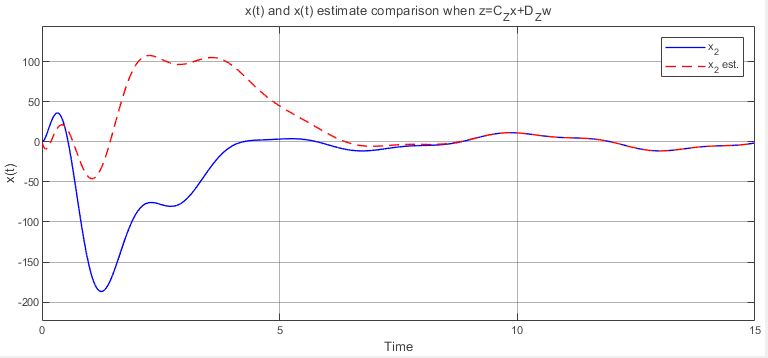 x(t) and x(t) estimate comparison when z=C_Zx+D_Zw
x_2
x_2 est.
100
50
0
-50
-100
-150
-200
x(t)
0 5 10 15
Time